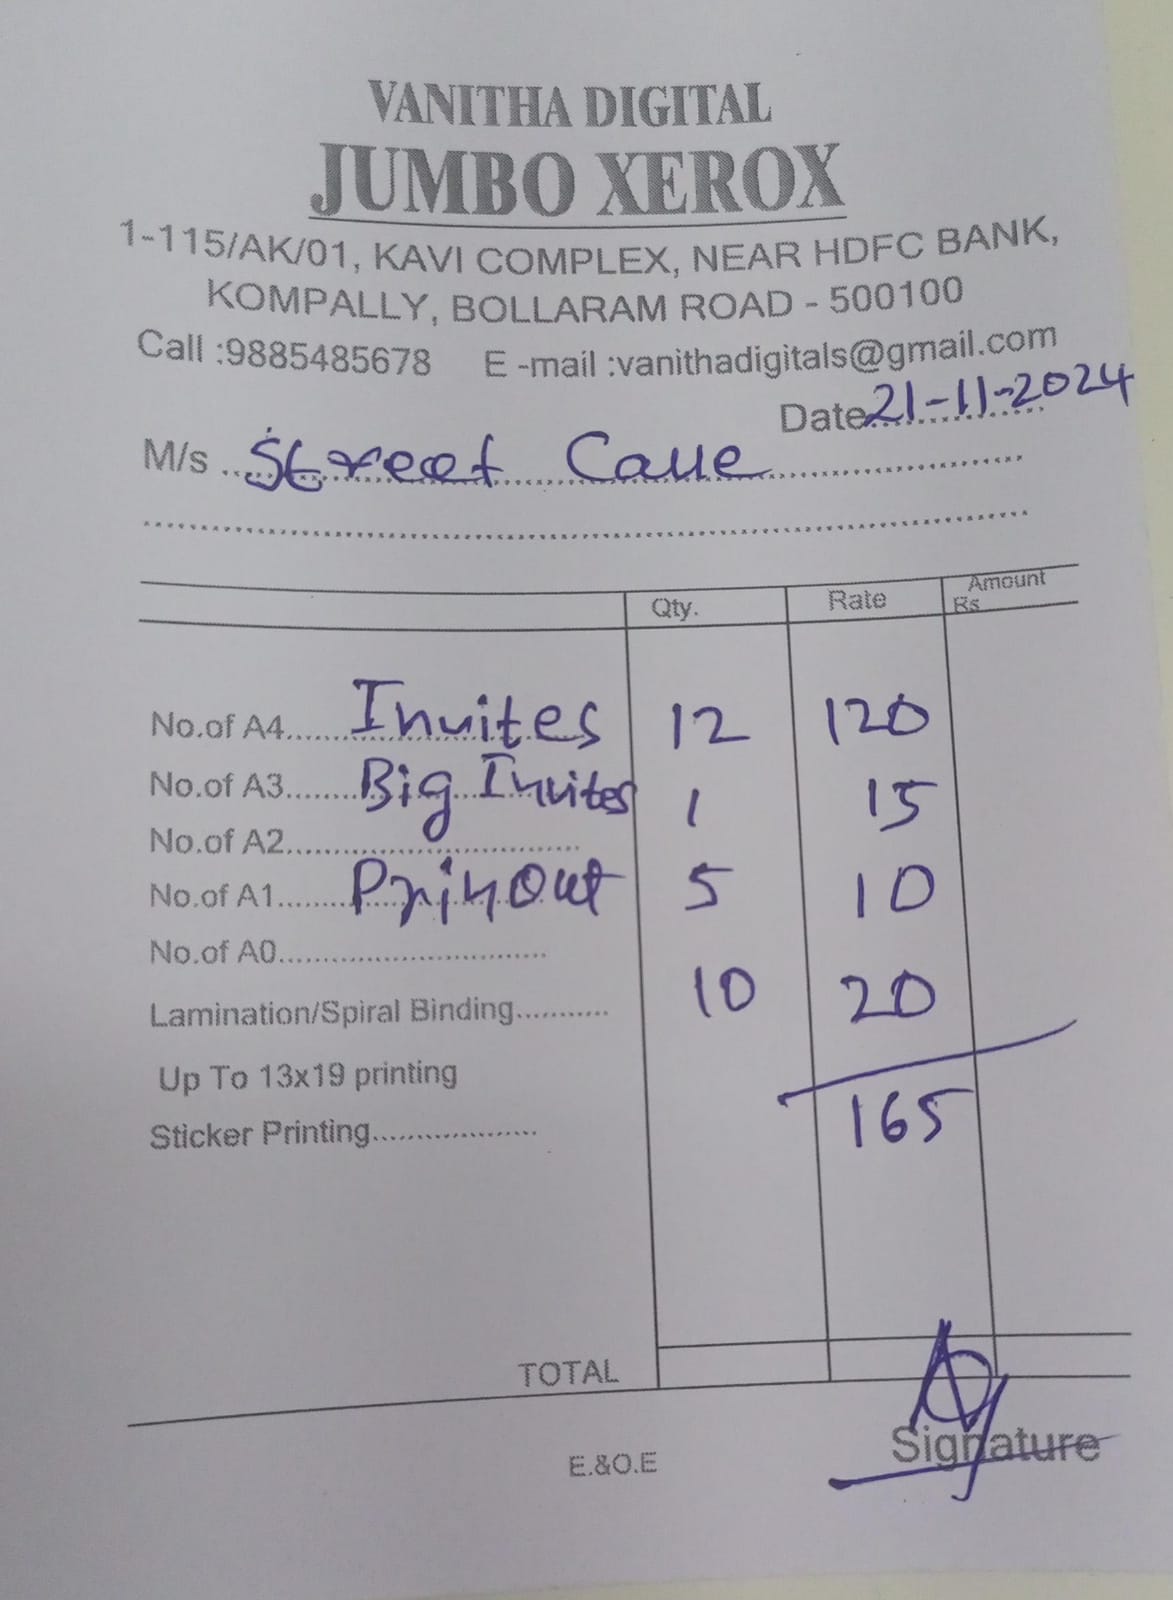 VANITHA DIGITAL
JUMBO XEROX
1-115/AK/01, KAVI COMPLEX, NEAR HDFC BANK,
KOMPALLY, BOLLARAM ROAD - 500100
Call :9885485678 E -mail :vanithadigitals@gmail.com
Date 21-11-2024
M/s Street Cause
Qty. Rate Amount Rs
No.of A4 Invites 12 120
No.of A3 Big Invites 1 15
No.of A2
No.of A1 Prinout 5 10
No.of A0
Lamination/Spiral Binding 10 20
Up To 13x19 printing
165
Sticker Printing
TOTAL
E.&O.E Signature